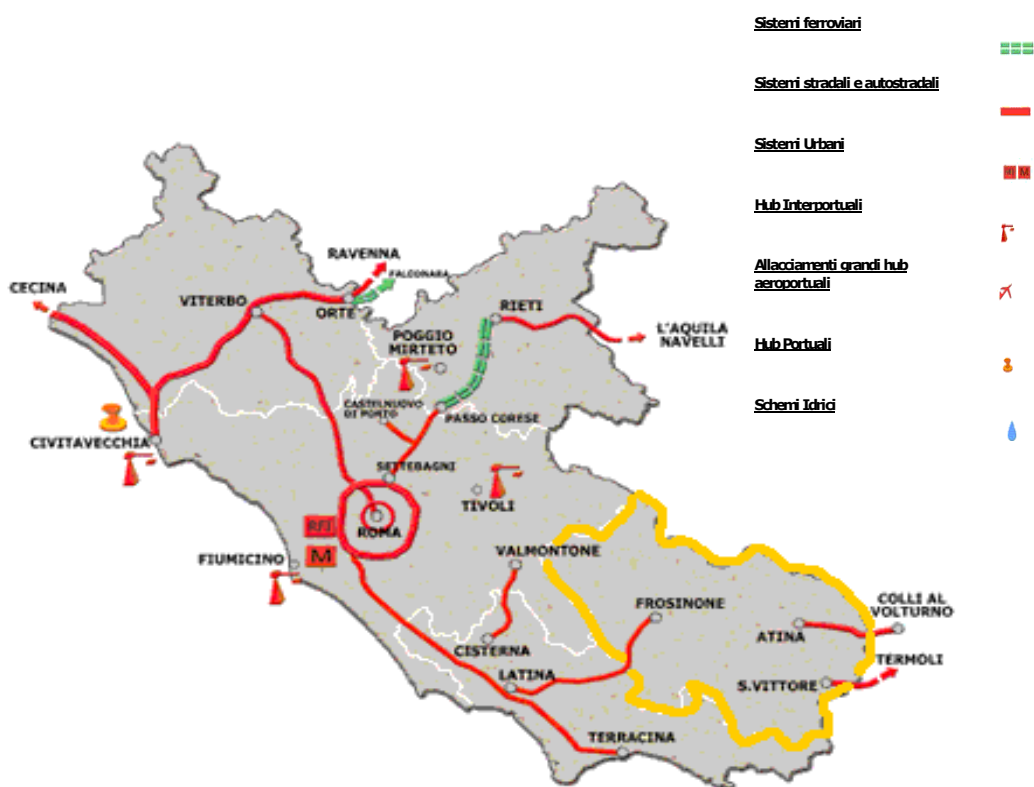 Sistemi ferroviari
Sistemi stradali e autostradali
Sistemi Urbani
RFI M
Hub Interportuali
Allacciamenti grandi hub
aeroportuali
Hub Portuali
Schemi Idrici
RAVENNA
FALCONARA
CECINA
VITERBO
ORTE
RIETI
L'AQUILA
NAVELLI
POGGIO
MIRTETO
CASTELNUOVO
DI PORTO
PASSO CORESE
CIVITAVECCHIA
SETTEBAGNI
TIVOLI
RFI
ROMA
M
FIUMICINO
VALMONTONE
FROSINONE
COLLI AL
VOLTURNO
ATINA
CISTERNA
TERMOLI
LATINA
S.VITTORE
TERRACINA